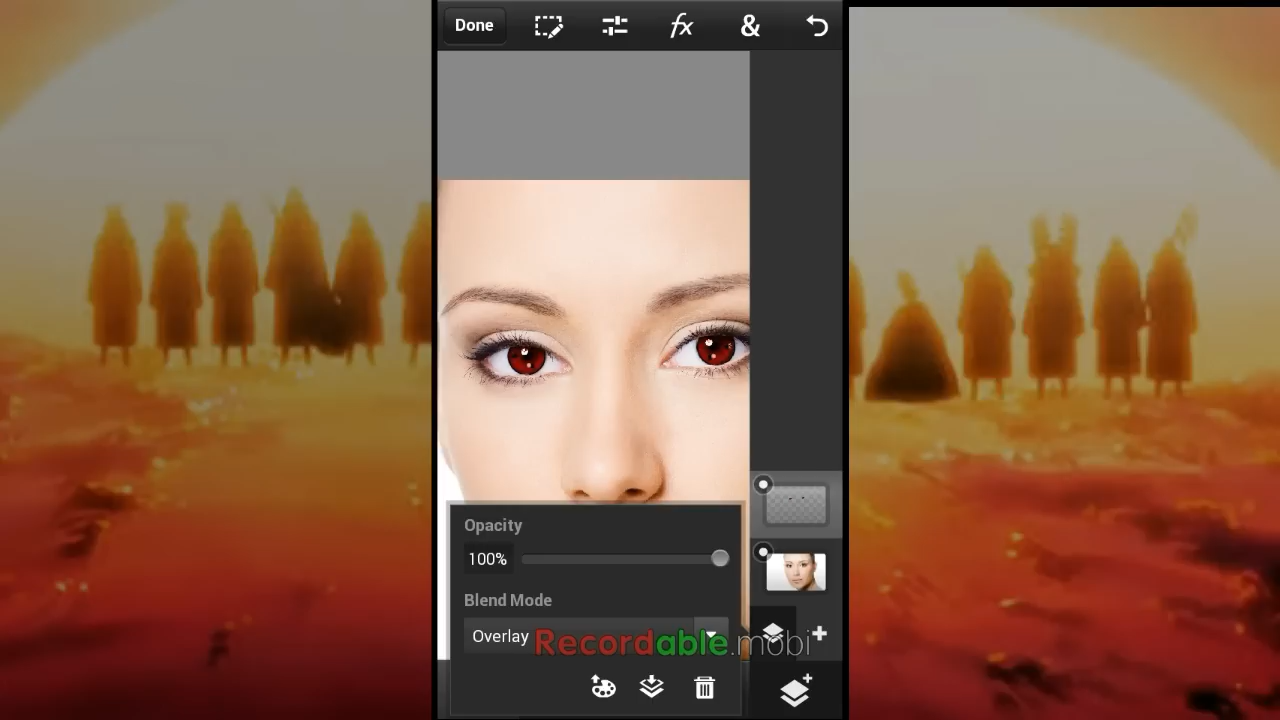 Done
fx
&
Opacity
100%
Blend Mode
Overlay
Recordable.mobi